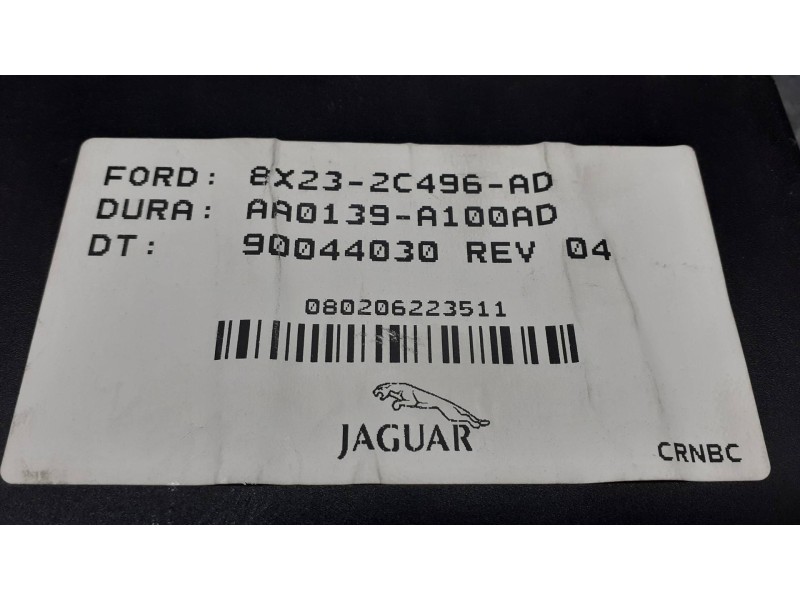 FORD: 8X23-2C496-AD
DURA: AA0139-A100AD
DT: 90044030 REV 04
080206223511
JAGUAR
CRNBC